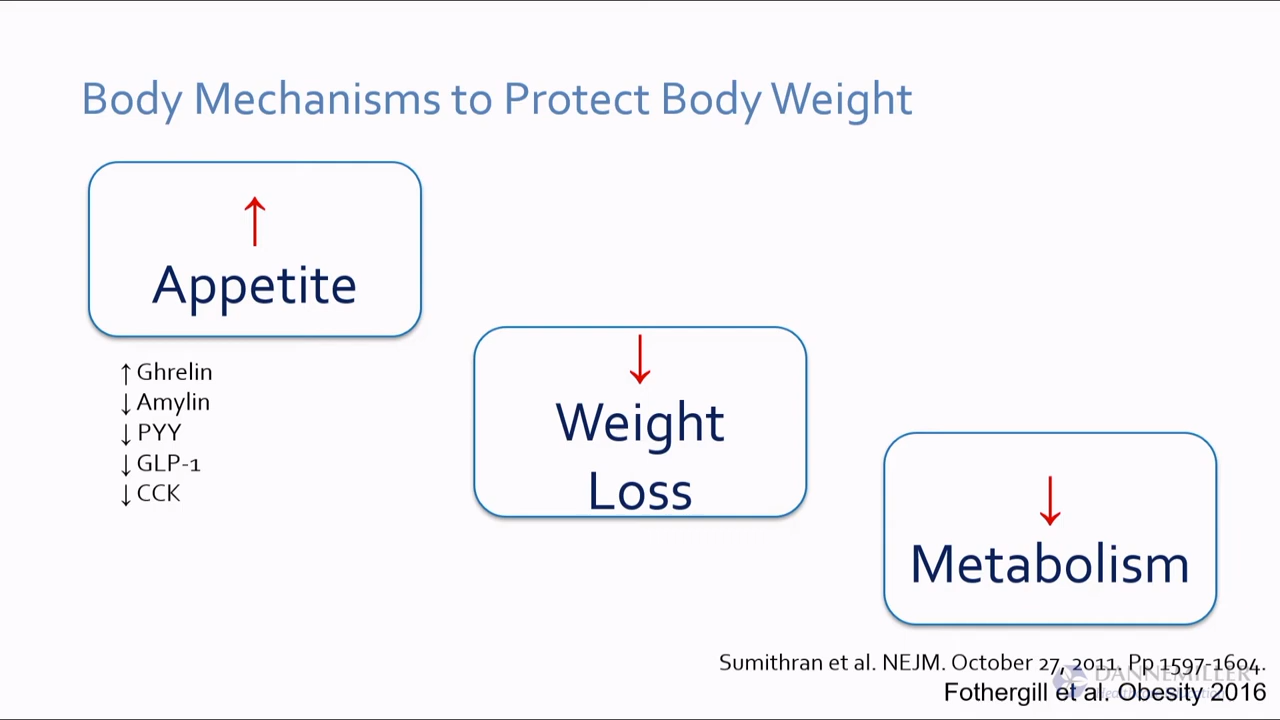 Body Mechanisms to Protect Body Weight
↑
Appetite
↑ Ghrelin
↓ Amylin
↓ PYY
↓ GLP-1
↓ CCK
↓
Weight
Loss
↓
Metabolism
Sumithran et al. NEJM. October 27, 2011. Pp 1597-1604.
DANNEMILLER
Fothergill et al. Obesity 2016